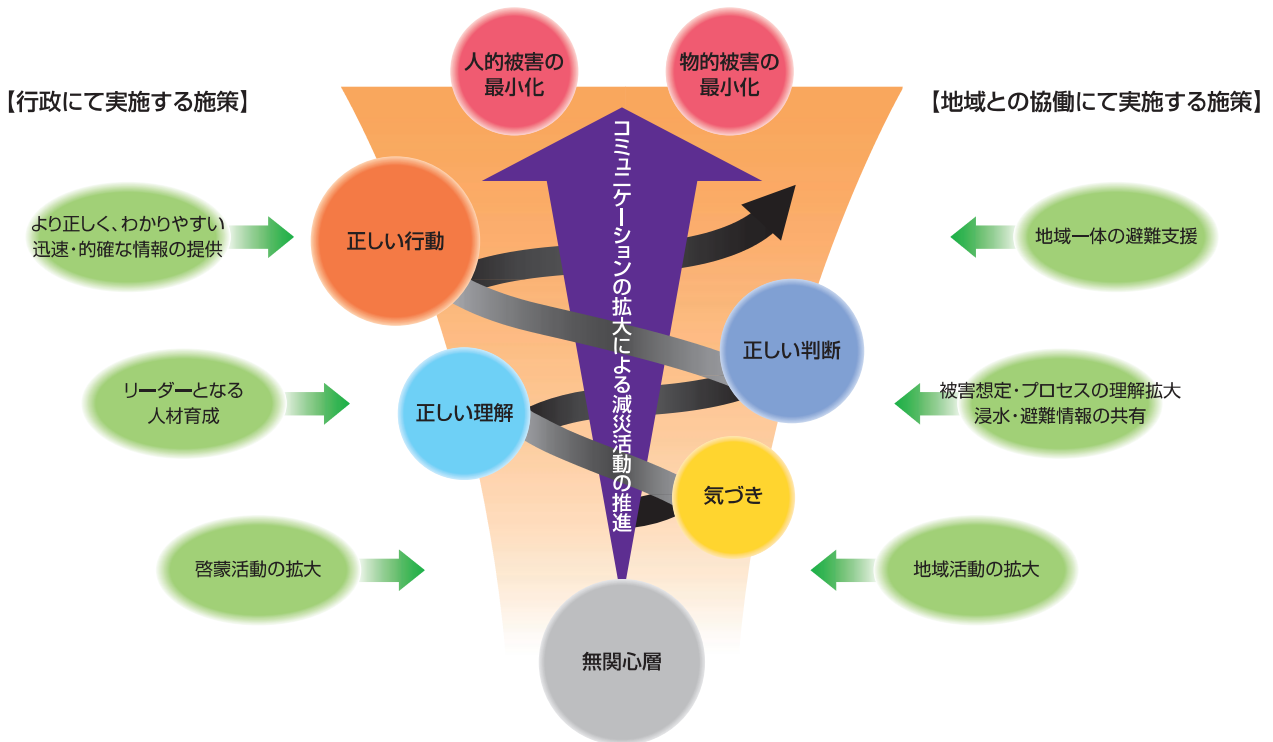 人的被害の
最小化
物的被害の
最小化
【行政にて実施する施策】
【地域との協働にて実施する施策】
コミュニケーションの拡大による減災活動の推進
より正しく、わかりやすい
迅速・的確な情報の提供
正しい行動
地域一体の避難支援
正しい判断
リーダーとなる
人材育成
正しい理解
被害想定・プロセスの理解拡大
浸水・避難情報の共有
気づき
啓蒙活動の拡大
地域活動の拡大
無関心層